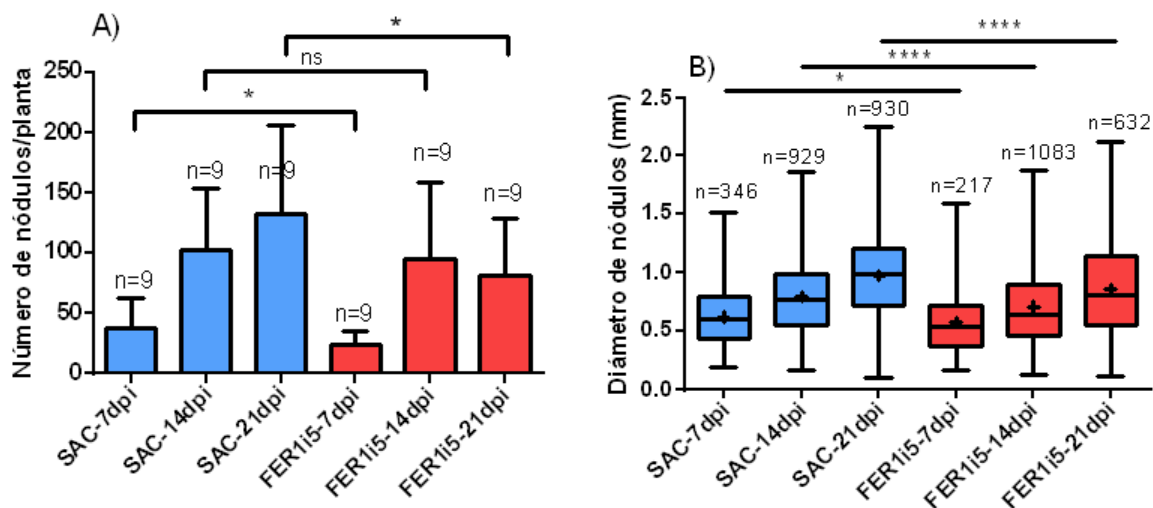 A)
*
ns
*
Número de nódulos/planta
250
200
150
100
50
0
n=9
n=9
n=9
n=9
n=9
n=9
SAC-7dpi
SAC-14dpi
SAC-21dpi
FER1i5-7dpi
FER1i5-14dpi
FER1i5-21dpi
B)
****
****
*
Diámetro de nódulos (mm)
2.5
2.0
1.5
1.0
0.5
0.0
n=346
n=929
n=930
n=217
n=1083
n=632
SAC-7dpi
SAC-14dpi
SAC-21dpi
FER1i5-7dpi
FER1i5-14dpi
FER1i5-21dpi